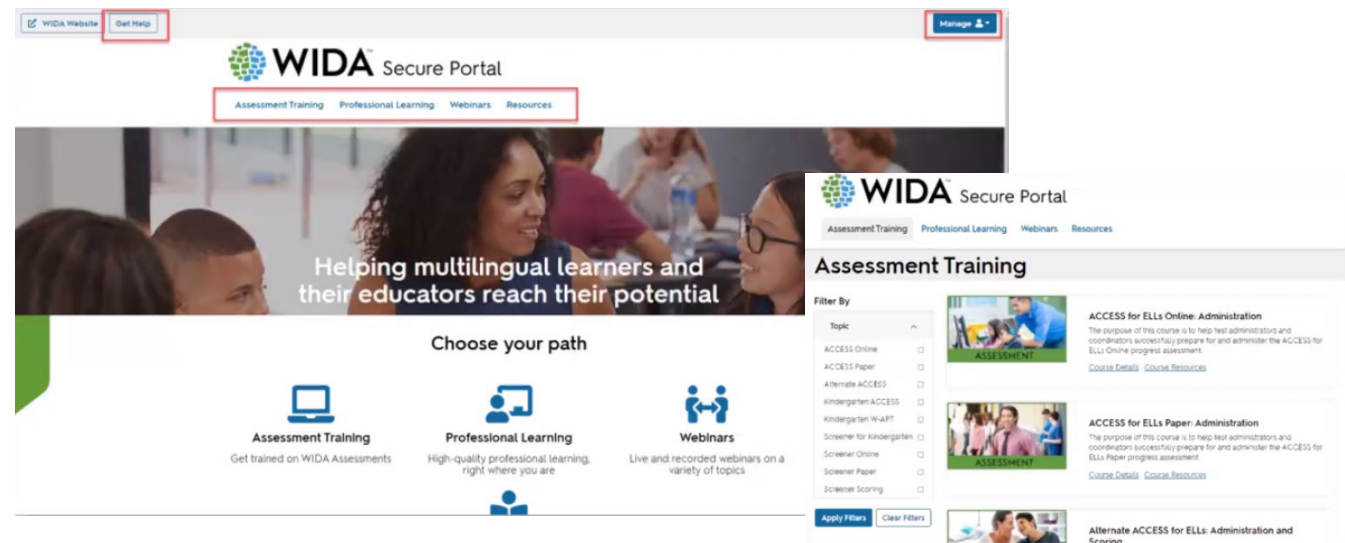 WIDA Website
Get Help
Manage
WIDA™ Secure Portal
Assessment Training Professional Learning Webinars Resources
Helping multilingual learners and
their educators reach their potential
Choose your path
Assessment Training
Get trained on WIDA Assessments
Professional Learning
High-quality professional learning,
right where you are
Webinars
Live and recorded webinars on a
variety of topics
WIDA™ Secure Portal
Assessment Training Professional Learning Webinars Resources
Assessment Training
Filter By
Topic
ACCESS Online
ACCESS Paper
Alternate ACCESS
Kindergarten ACCESS
Kindergarten W-APT
Screener for Kindergarten
Screener Online
Screener Paper
Screener Scoring
Apply Filters Clear Filters
ASSESSMENT
ACCESS for ELLs Online: Administration
The purpose of this course is to help test administrators and
coordinators successfully prepare for and administer the ACCESS for
ELLs Online progress assessment.
Course Details Course Resources
ASSESSMENT
ACCESS for ELLs Paper: Administration
The purpose of this course is to help test administrators and
coordinators successfully prepare for and administer the ACCESS for
ELLs Paper progress assessment.
Course Details Course Resources
Alternate ACCESS for ELLs: Administration and
Scoring